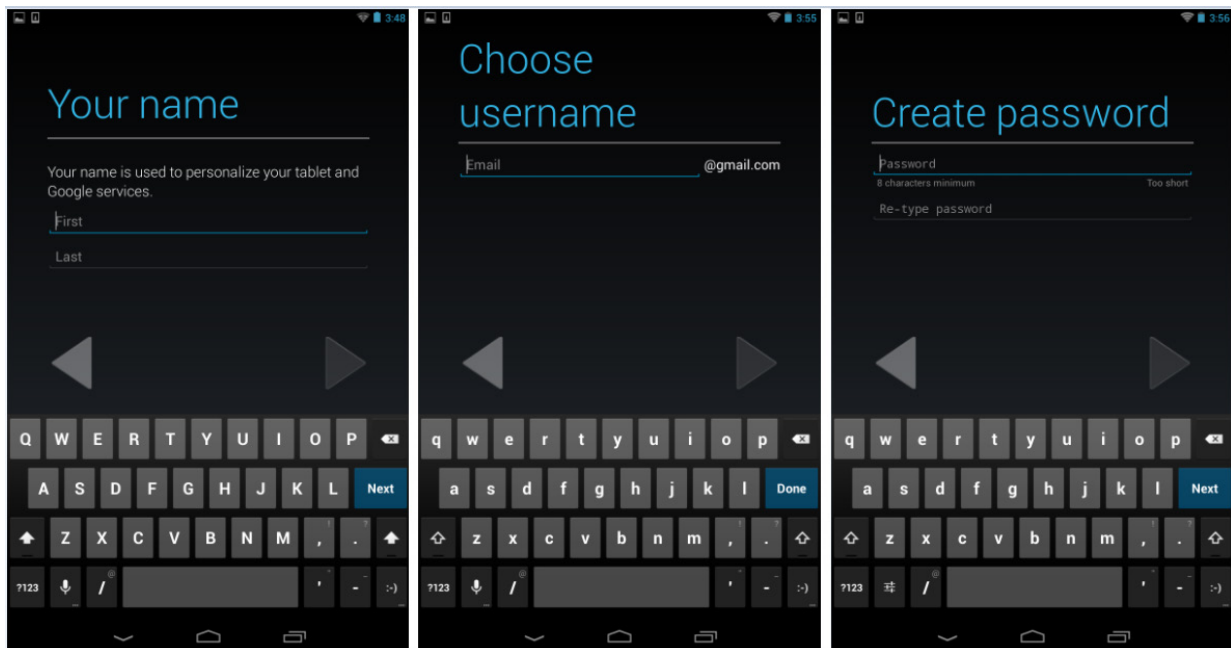 3:48
Your name
Your name is used to personalize your tablet and
Google services.
First
Last
Q W E R T Y U I O P
A S D F G H J K L Next
Z X C V B N M , ! . ?
?123 / @ ' " - _ :-)
3:55
Choose
username
Email @gmail.com
q w e r t y u i o p
a s d f g h j k l Done
z x c v b n m , ! . ?
?123 / @ ' " - _ :-)
3:56
Create password
Password
8 characters minimum Too short
Re-type password
q w e r t y u i o p
a s d f g h j k l Next
z x c v b n m , ! . ?
?123 / @ ' " - _ :-)